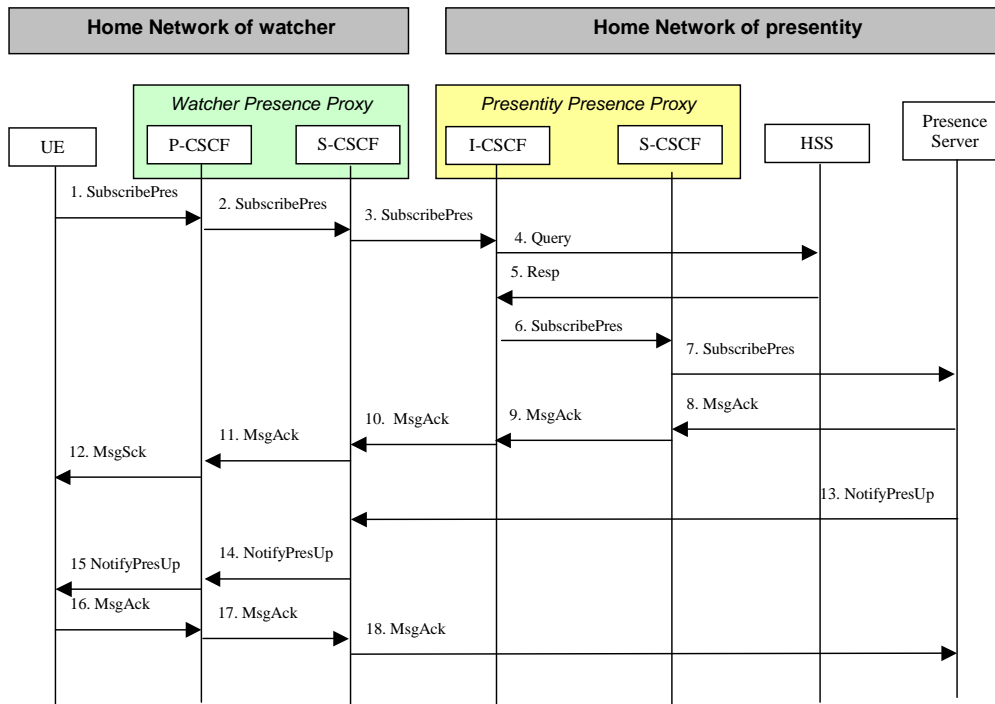 Home Network of watcher
Home Network of presentity
Watcher Presence Proxy
Presentity Presence Proxy
UE
P-CSCF
S-CSCF
I-CSCF
S-CSCF
HSS
Presence
Server
1. SubscribePres
2. SubscribePres
3. SubscribePres
4. Query
5. Resp
6. SubscribePres
7. SubscribePres
8. MsgAck
9. MsgAck
10.  MsgAck
11. MsgAck
12. MsgSck
13. NotifyPresUp
14. NotifyPresUp
15 NotifyPresUp
16. MsgAck
17. MsgAck
18. MsgAck